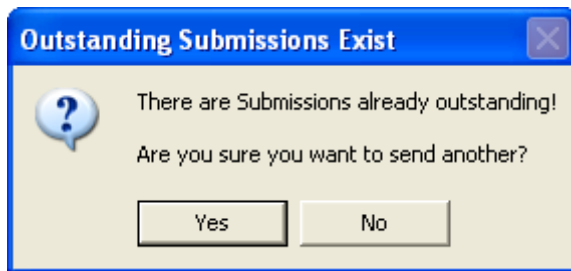 Outstanding Submissions Exist
There are Submissions already outstanding!
Are you sure you want to send another?
Yes
No